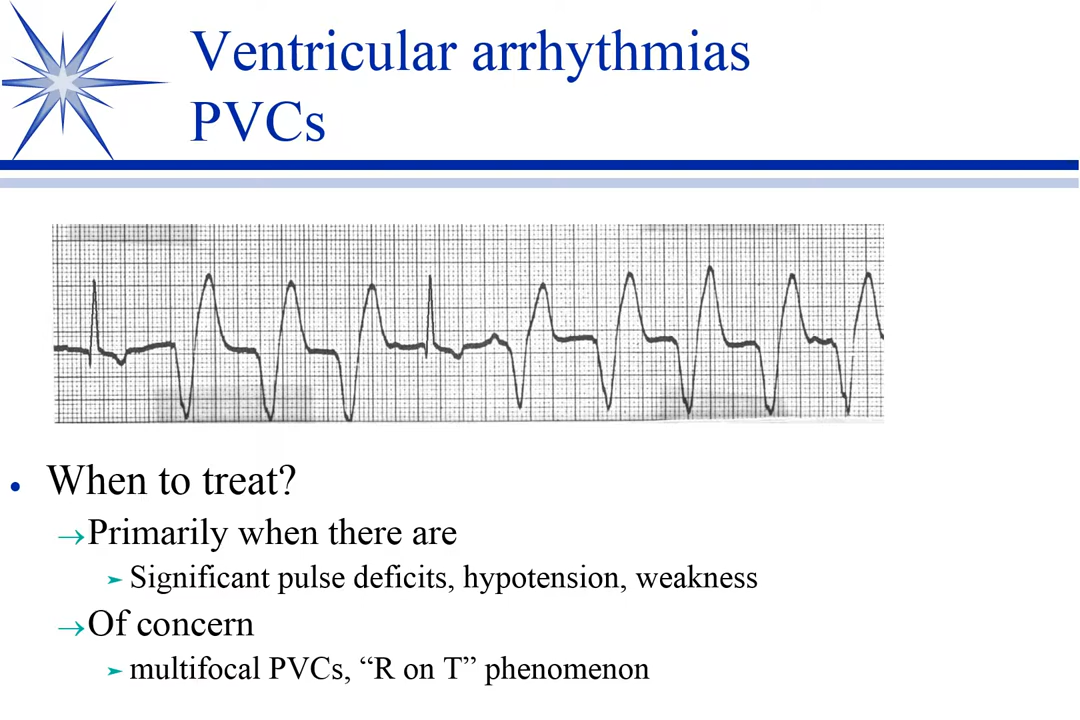 Ventricular arrhythmias
PVCs
• When to treat?
→Primarily when there are
➢ Significant pulse deficits, hypotension, weakness
→Of concern
➢ multifocal PVCs, “R on T” phenomenon